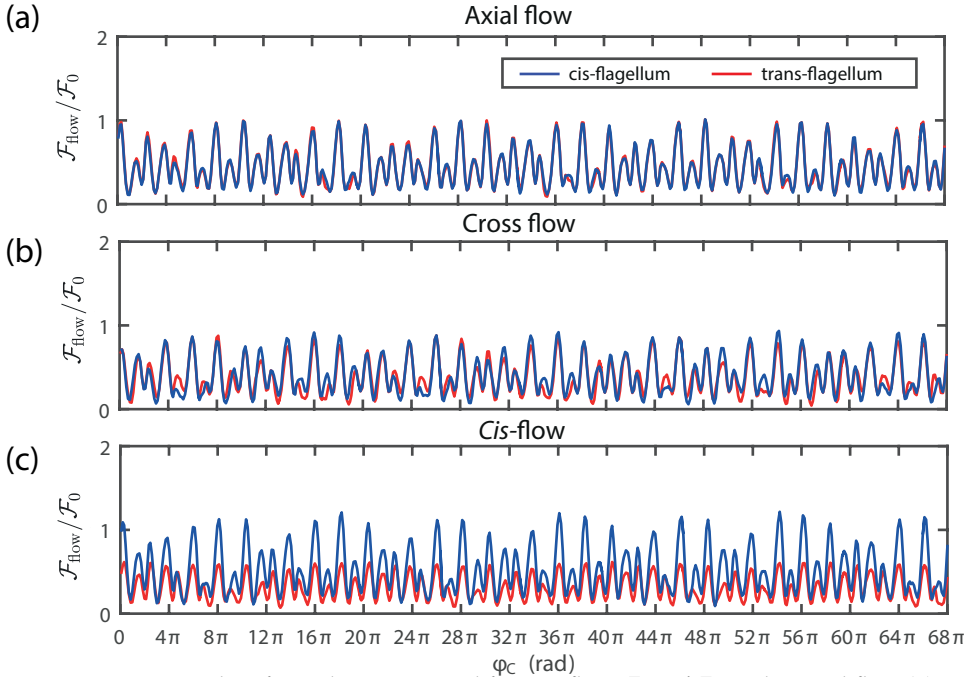 (a)
Axial flow
2
1
0
ℱflow/ℱ0
cis-flagellum
trans-flagellum
(b)
Cross flow
2
1
0
ℱflow/ℱ0
(c)
Cis-flow
2
1
0
ℱflow/ℱ0
0 4π 8π 12π 16π 20π 24π 28π 32π 36π 40π 44π 48π 52π 56π 60π 64π 68π
φC (rad)